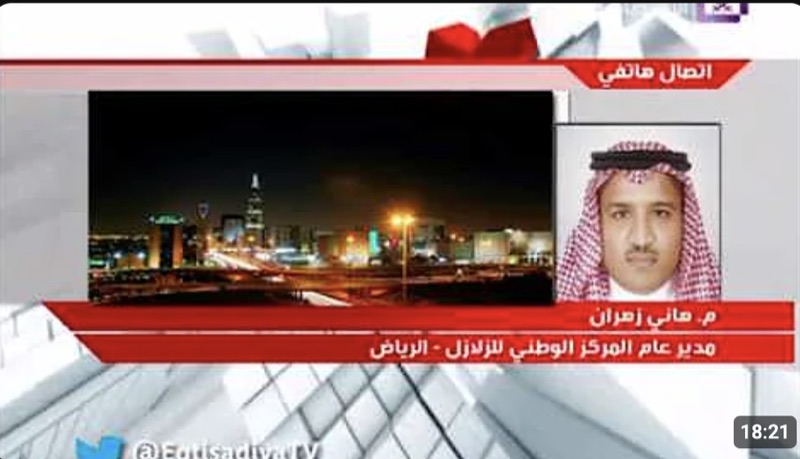 اتصال هاتفي
م. هاني زهران
مدير عام المركز الوطني للزلازل - الرياض
@EqtisadiyaTV
18:21